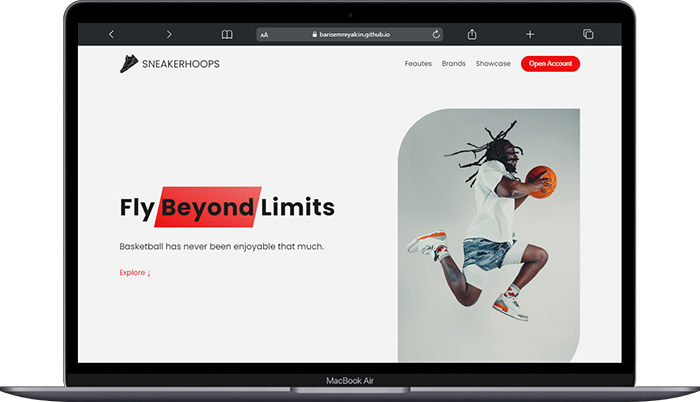 AA barisemreyalcin.github.io
SNEAKERHOOPS
Feautes Brands Showcase Open Account
Fly Beyond Limits
Basketball has never been enjoyable that much.
Explore ↓
MacBook Air